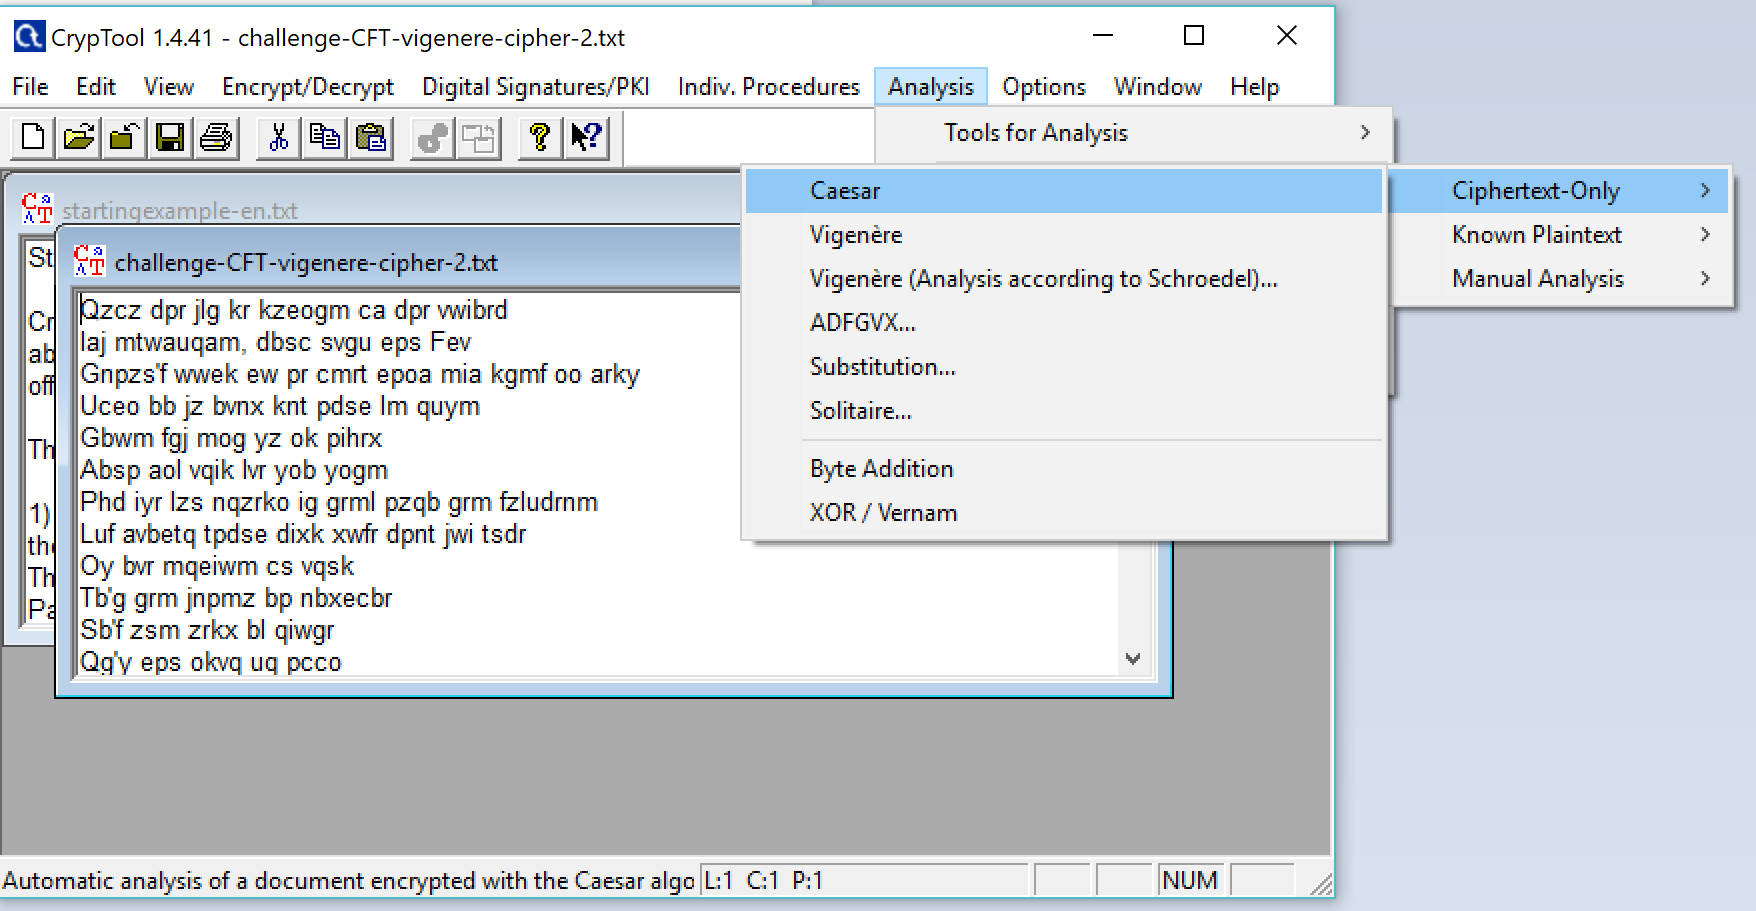 CrypTool 1.4.41 - challenge-CFT-vigenere-cipher-2.txt
File Edit View Encrypt/Decrypt Digital Signatures/PKI Indiv. Procedures Analysis Options Window Help
Tools for Analysis
Ciphertext-Only
Known Plaintext
Manual Analysis
Caesar
Vigenère
Vigenère (Analysis according to Schroedel)...
ADFGVX...
Substitution...
Solitaire...
Byte Addition
XOR / Vernam
startingexample-en.txt
St
Cr
ab
off
Th
1)
the
Th
Pa
challenge-CFT-vigenere-cipher-2.txt
Qzcz dpr jlg kr kzeogm ca dpr vwibrd
Iaj mtwauqam, dbsc svgu eps Fev
Gnpzs'f wwek ew pr cmrt epoa mia kgmf oo arky
Uceo bb jz bvnx knt pdse lm quym
Gbwm fgj mog yz ok pihrx
Absp aol vqik lvr yob yogm
Phd iyr lzs nqzrko ig grml pzqb grm fzludrnm
Luf avbetq tpdse dixk xwfr dpnt jwi tsdr
Oy bvr mqeiwm cs vqsk
Tb'g grm jnpmz bp nbxecbr
Sb'f zsm zrkx bl qiwgr
Qg'y eps okvq uq pcco
Automatic analysis of a document encrypted with the Caesar algo L:1 C:1 P:1 NUM